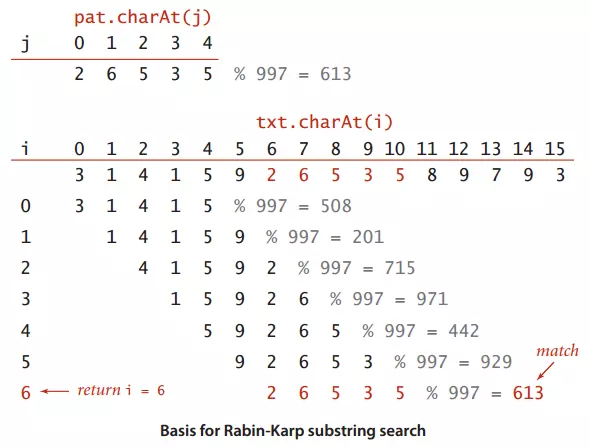 pat.charAt(j)
j 0 1 2 3 4
2 6 5 3 5 % 997 = 613
txt.charAt(i)
i 0 1 2 3 4 5 6 7 8 9 10 11 12 13 14 15
3 1 4 1 5 9 2 6 5 3 5 8 9 7 9 3
0 3 1 4 1 5 % 997 = 508
1 1 4 1 5 9 % 997 = 201
2 4 1 5 9 2 % 997 = 715
3 1 5 9 2 6 % 997 = 971
4 5 9 2 6 5 % 997 = 442
5 9 2 6 5 3 % 997 = 929
match
6 ← return i = 6 2 6 5 3 5 % 997 = 613
Basis for Rabin-Karp substring search